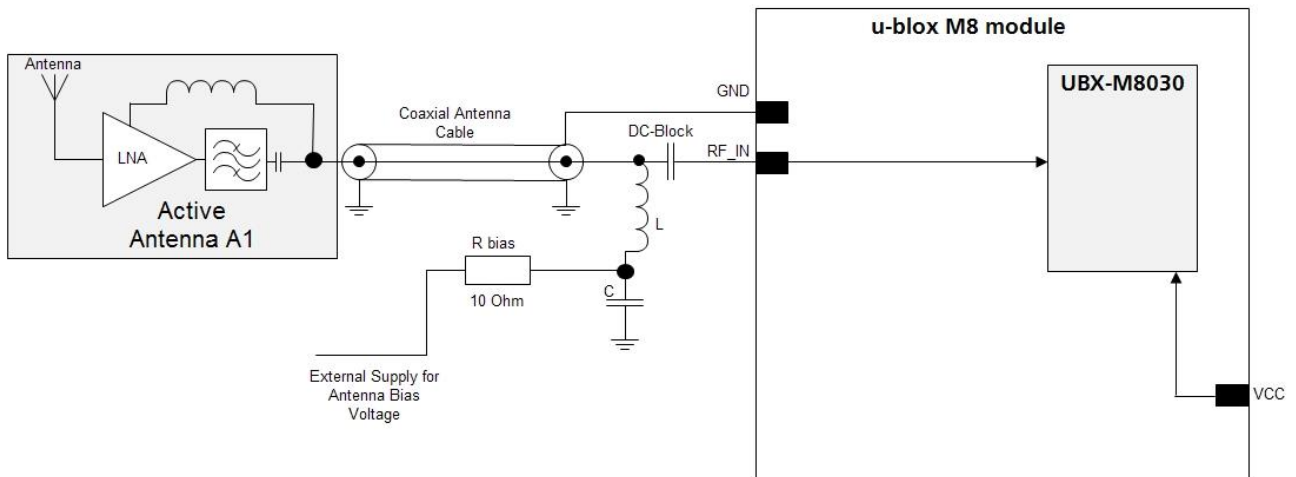 u-blox M8 module
Antenna
UBX-M8030
GND
Coaxial Antenna
Cable
DC-Block
LNA
RF_IN
Active
Antenna A1
L
R bias
C
10 Ohm
External Supply for
Antenna Bias
Voltage
VCC